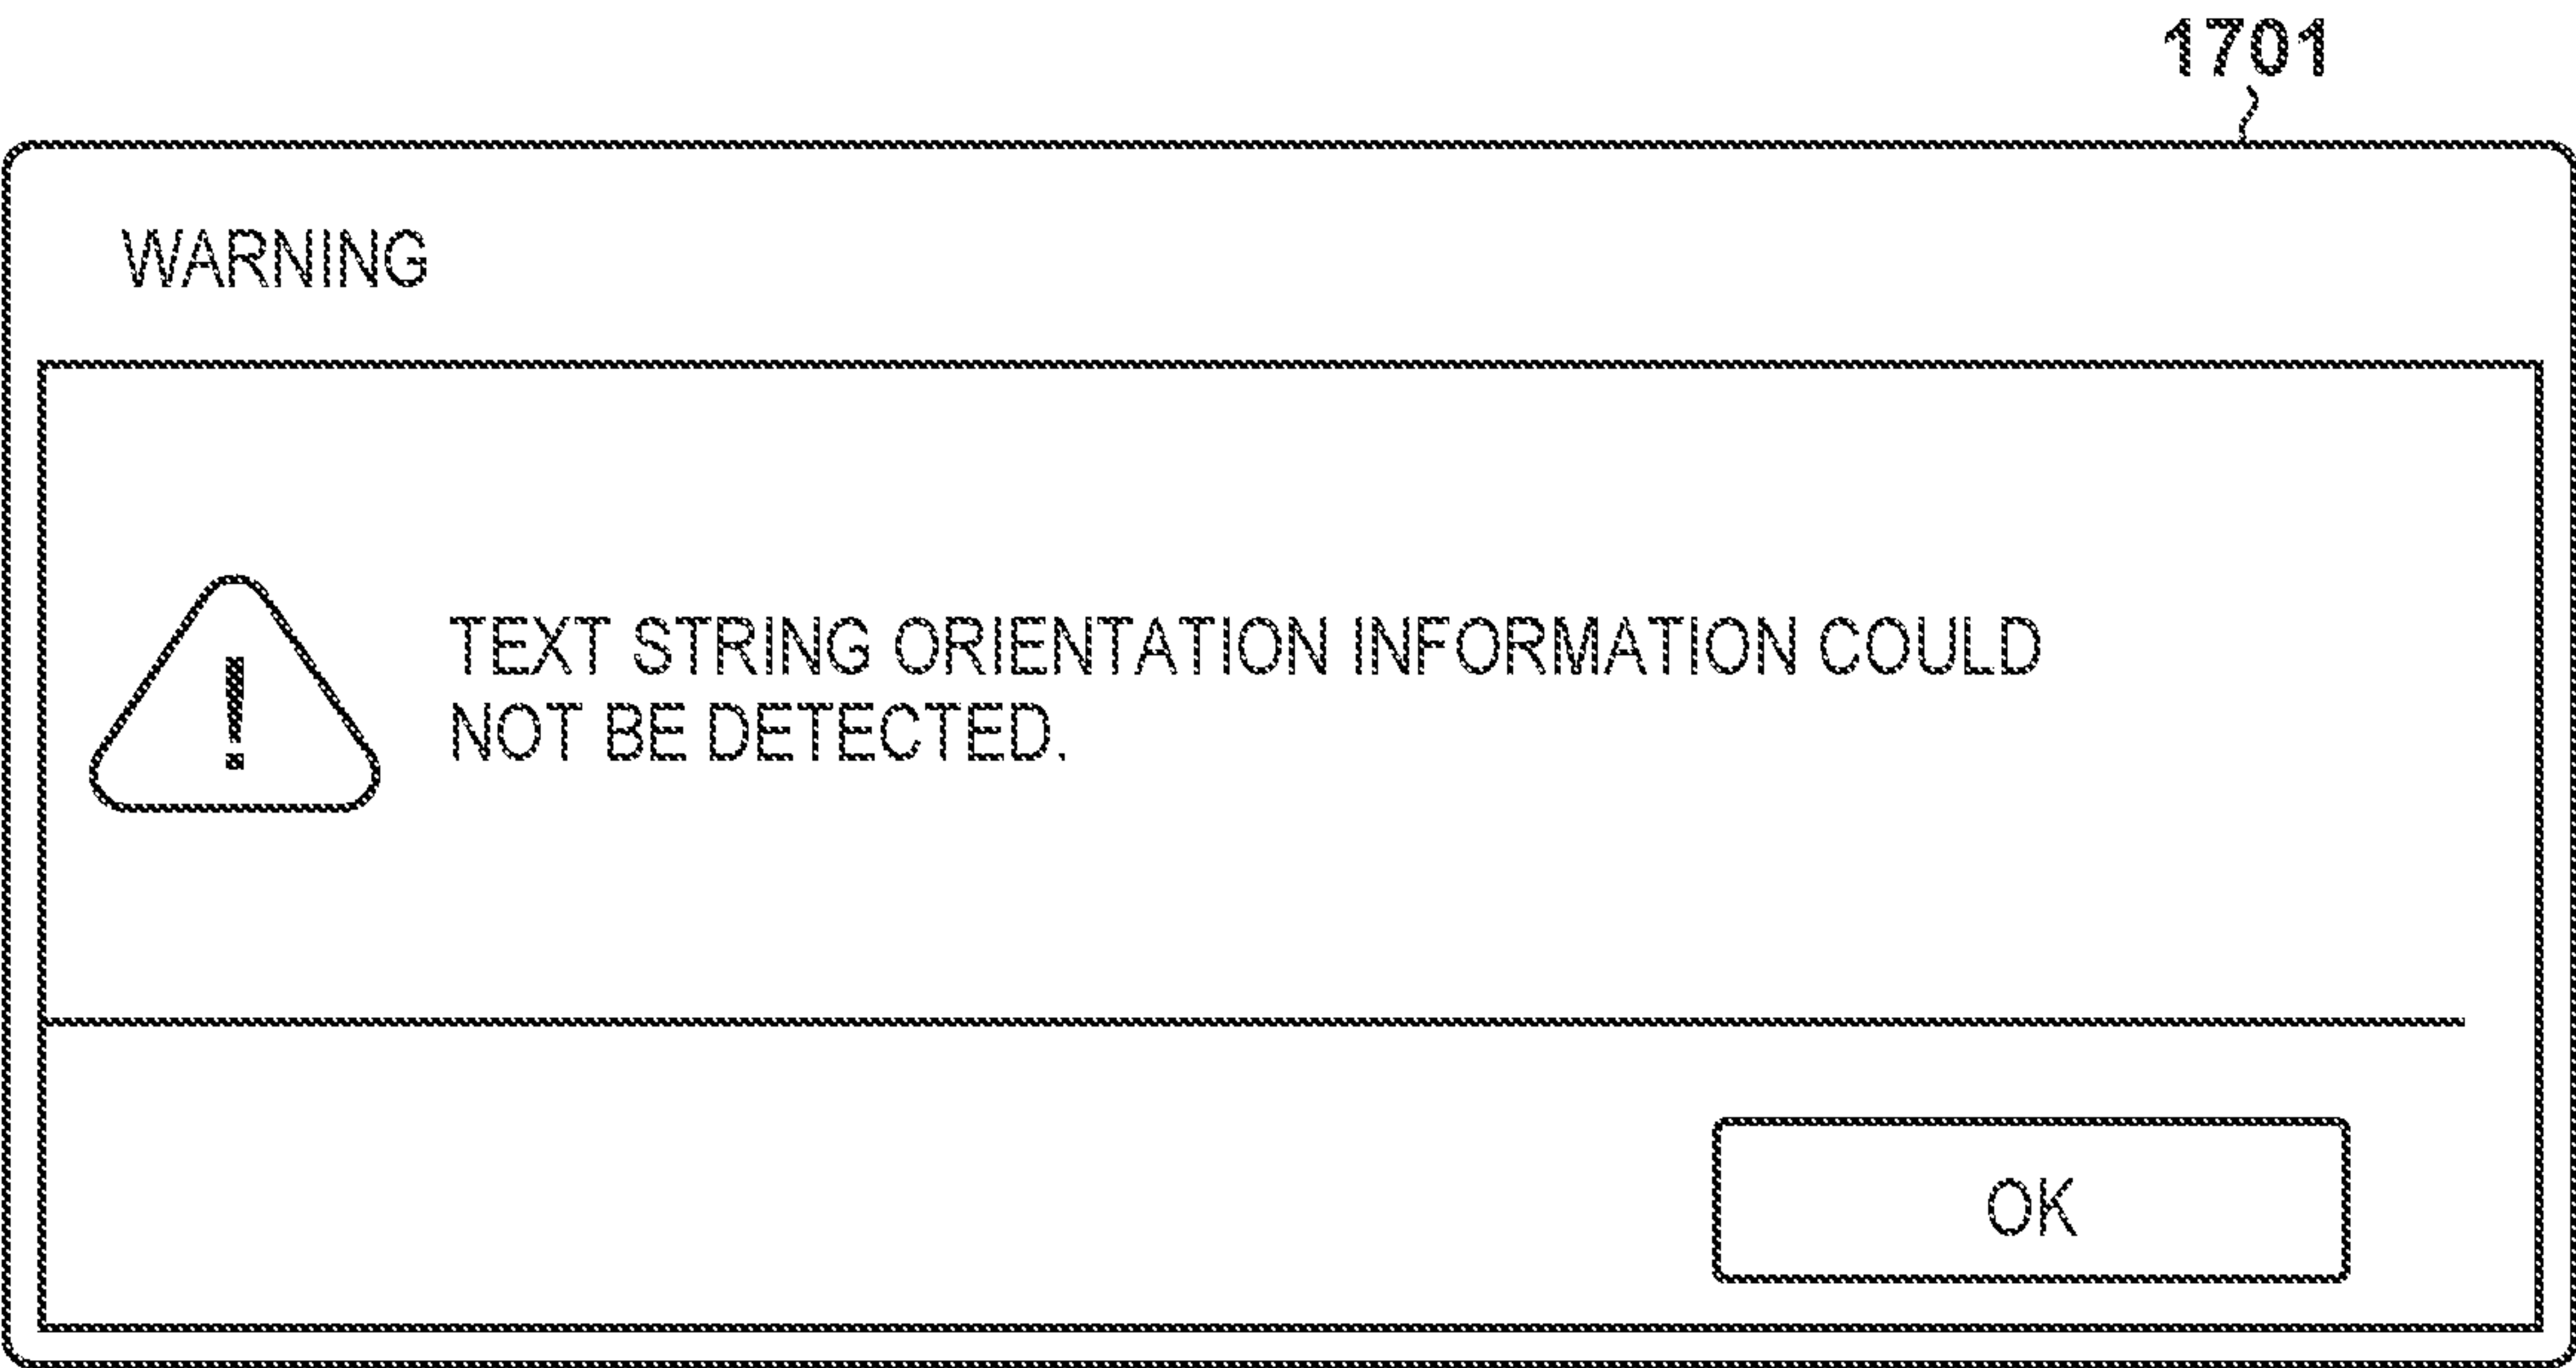 1701
WARNING
!
TEXT STRING ORIENTATION INFORMATION COULD
NOT BE DETECTED.
OK